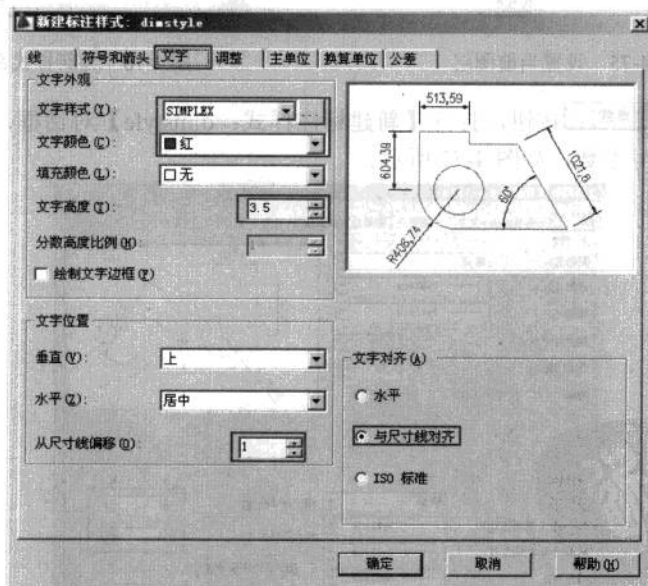 新建标注样式: dimstyle
线 符号和箭头 文字 调整 主单位 换算单位 公差
文字外观
文字样式(Y): SIMPLEX
文字颜色(C): 红
填充颜色(L): 无
文字高度(T): 3.5
分数高度比例(H): 1
绘制文字边框(F)
513,59
604,39
1021,8
60°
R408,74
文字位置
垂直(V): 上
水平(Z): 居中
从尺寸线偏移(O): 1
文字对齐(A)
水平
与尺寸线对齐
ISO 标准
确定 取消 帮助(H)